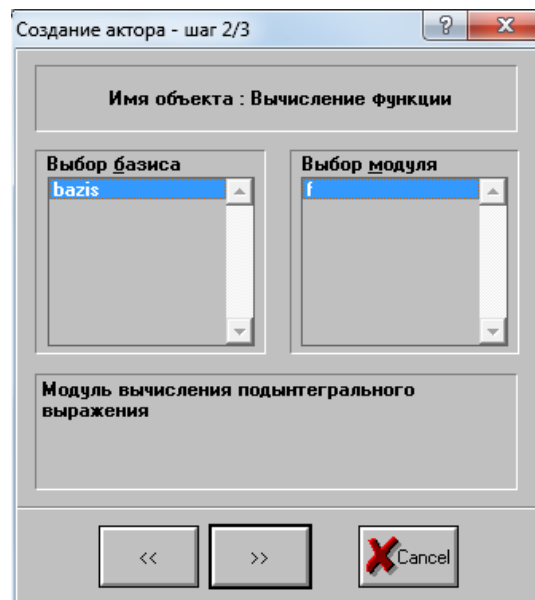 Создание актора - шаг 2/3
?
x
Имя объекта : Вычисление функции
Выбор базиса
Выбор модуля
bazis
f
Модуль вычисления подынтегрального
выражения
<<
>>
Cancel